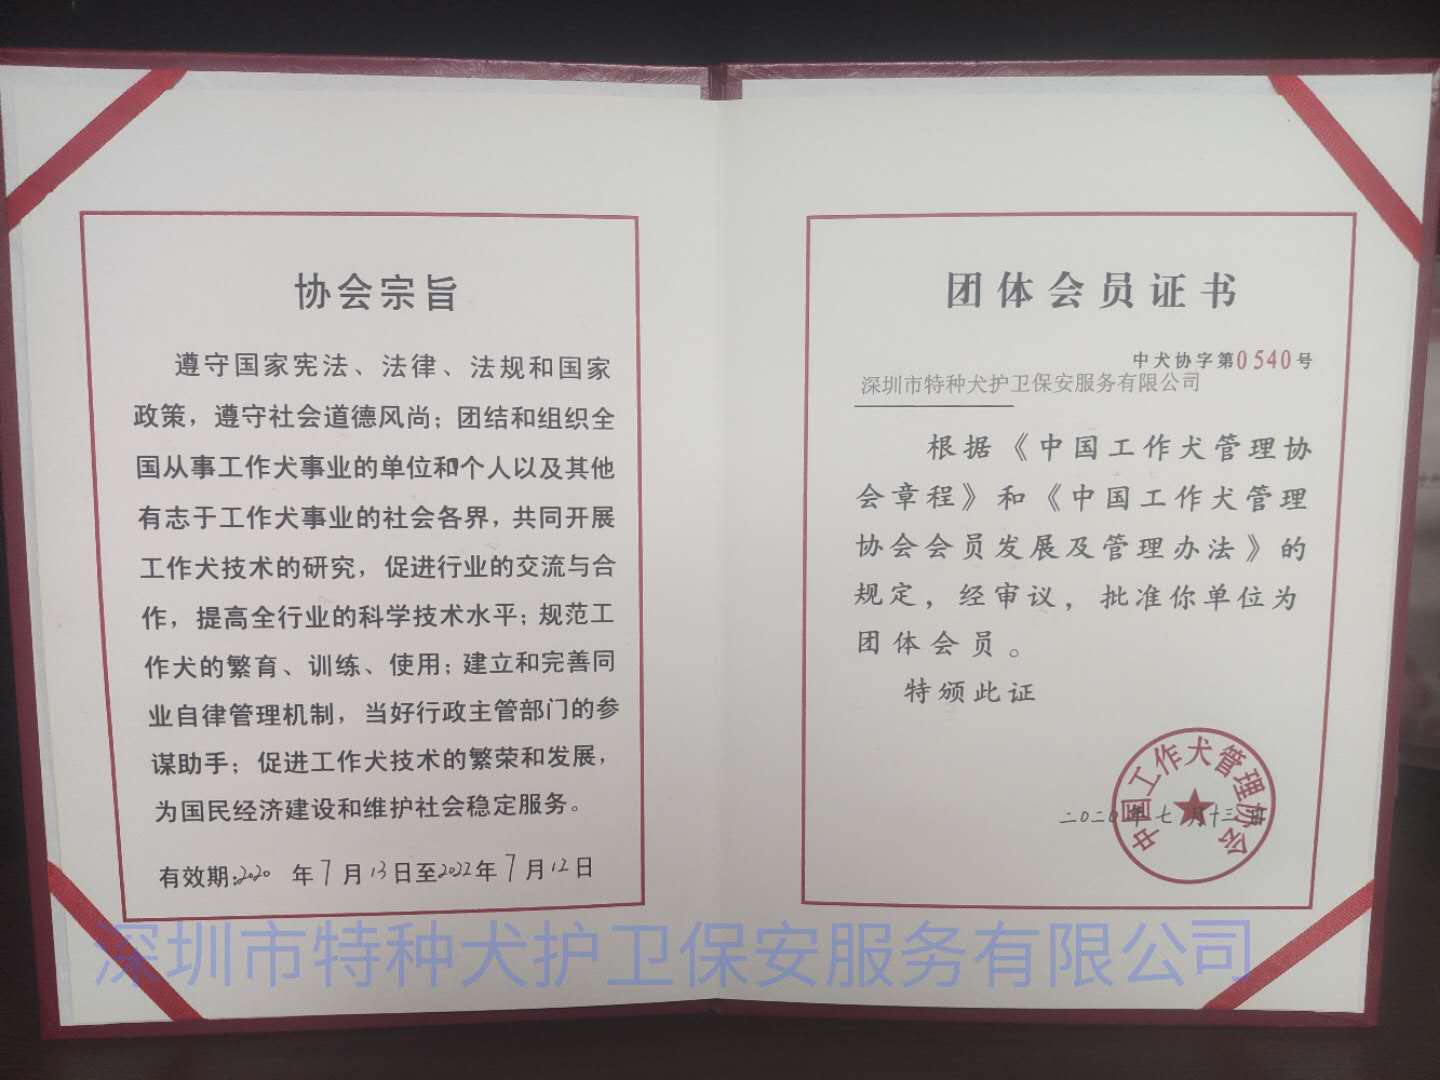 协会宗旨
遵守国家宪法、法律、法规和国家
政策，遵守社会道德风尚；团结和组织全
国从事工作犬事业的单位和个人以及其他
有志于工作犬事业的社会各界，共同开展
工作犬技术的研究，促进行业的交流与合
作，提高全行业的科学技术水平；规范工
作犬的繁育、训练、使用；建立和完善同
业自律管理机制，当好行政主管部门的参
谋助手；促进工作犬技术的繁荣和发展，
为国民经济建设和维护社会稳定服务。
有效期:2020 年7月13日至2022年7月12日
团体会员证书
中犬协字第0540号
深圳市特种犬护卫保安服务有限公司
根据《中国工作犬管理协
会章程》和《中国工作犬管理
协会会员发展及管理办法》的
规定，经审议，批准你单位为
团体会员。
特颁此证
中国工作犬管理协会
二〇二〇年七月十三日
深圳市特种犬护卫保安服务有限公司